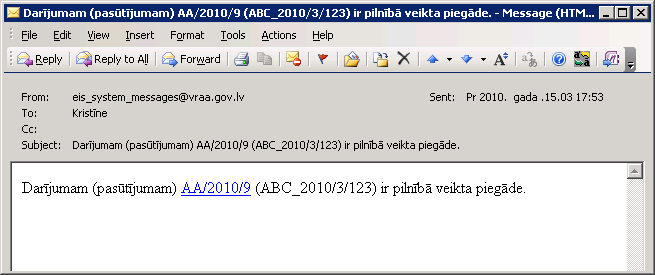 Darījumam (pasūtījumam) AA/2010/9 (ABC_2010/3/123) ir pilnībā veikta piegāde. - Message (HTM...
File Edit View Insert Format Tools Actions Help
Reply Reply to All Forward
From: eis_system_messages@vraa.gov.lv Sent: Pr 2010. gada .15.03 17:53
To: Kristīne
Cc:
Subject: Darījumam (pasūtījumam) AA/2010/9 (ABC_2010/3/123) ir pilnībā veikta piegāde.
Darījumam (pasūtījumam) AA/2010/9 (ABC_2010/3/123) ir pilnībā veikta piegāde.